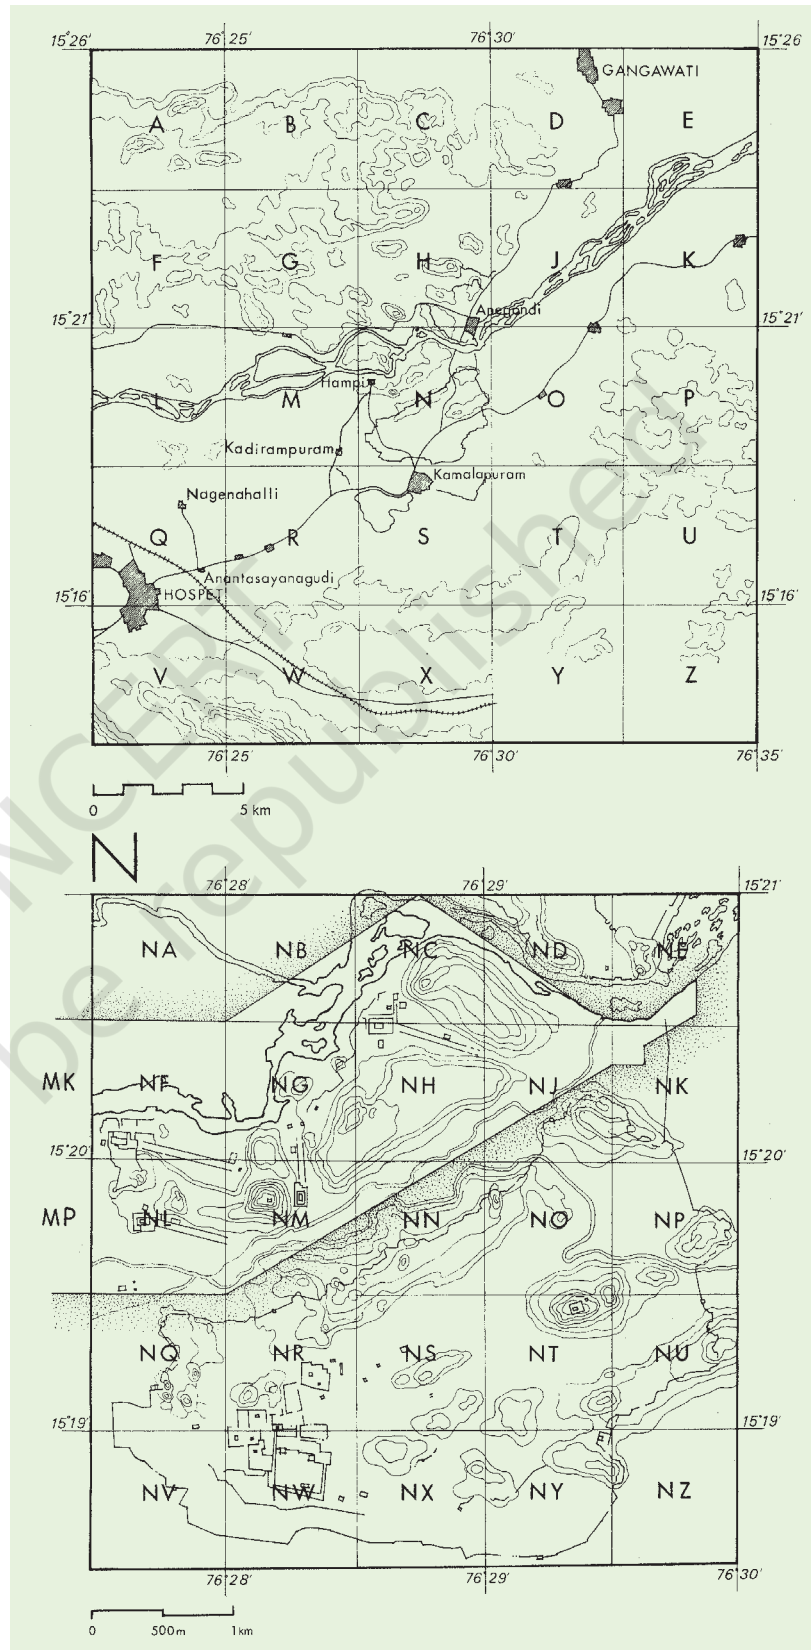 15°26' 76°25' 76°30' 15°26
GANGAWATI
A B C D E
F G H J K
Anegondi
15°21' 15°21'
Hampi
L M N O P
Kadirampuram
Kamalapuram
Nagenahalli
Q R S T U
Anantasayanagudi
HOSPET
15°16' 15°16'
V W X Y Z
76°25' 76°30' 76°35'
0 5 km
N
76°28' 76°29' 15°21'
NA NB NC ND NE
MK NF NG NH NJ NK
15°20' 15°20'
MP NL NM NN NO NP
NQ NR NS NT NU
15°19' 15°19'
NV NW NX NY NZ
76°28' 76°29' 76°30'
0 500m 1km
NCERT
be republished